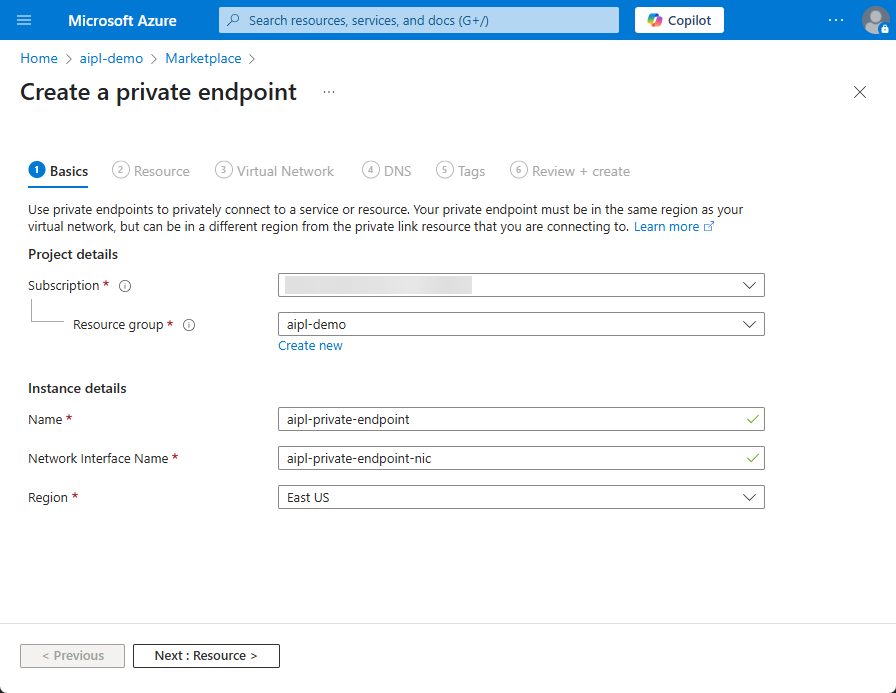 Microsoft Azure
Search resources, services, and docs (G+/)
Copilot
Home > aipl-demo > Marketplace >
Create a private endpoint ...
1 Basics 2 Resource 3 Virtual Network 4 DNS 5 Tags 6 Review + create
Use private endpoints to privately connect to a service or resource. Your private endpoint must be in the same region as your
virtual network, but can be in a different region from the private link resource that you are connecting to. Learn more
Project details
Subscription *
Resource group * aipl-demo
Create new
Instance details
Name * aipl-private-endpoint
Network Interface Name * aipl-private-endpoint-nic
Region * East US
< Previous Next : Resource >